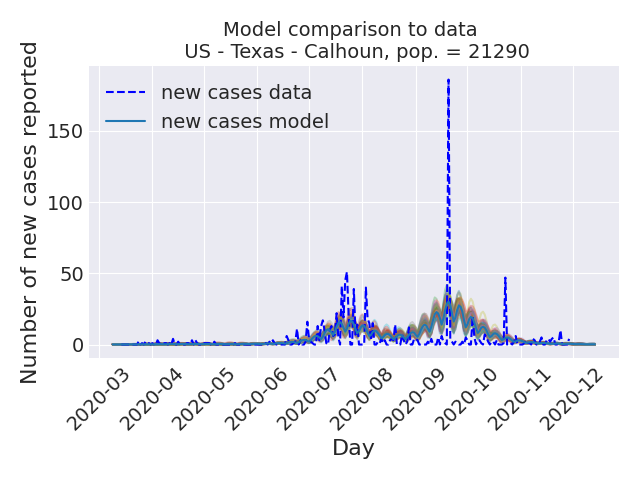 Model comparison to data
US - Texas - Calhoun, pop. = 21290
Number of new cases reported
new cases data
new cases model
150
100
50
0
2020-03
2020-04
2020-05
2020-06
2020-07
2020-08
2020-09
2020-10
2020-11
2020-12
Day